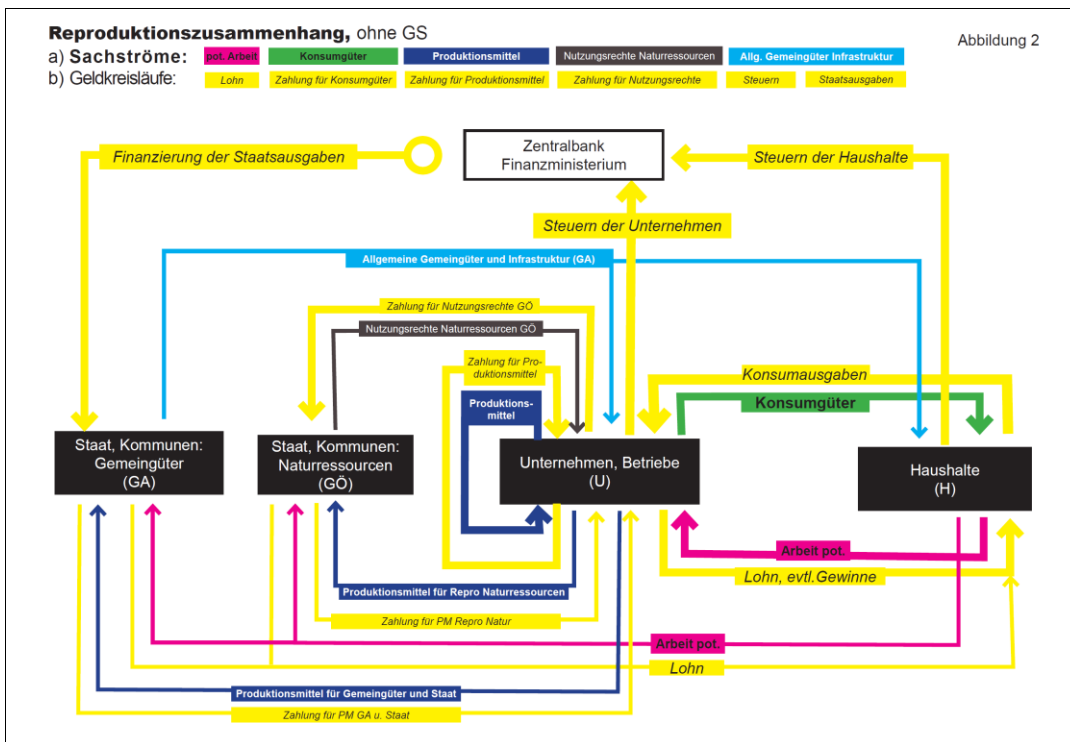 Reproduktionszusammenhang, ohne GS
Abbildung 2
a) Sachströme:
pot. Arbeit
Konsumgüter
Produktionsmittel
Nutzungsrechte Naturressourcen
Allg. Gemeingüter Infrastruktur
b) Geldkreisläufe:
Lohn
Zahlung für Konsumgüter
Zahlung für Produktionsmittel
Zahlung für Nutzungsrechte
Steuern
Staatsausgaben
Finanzierung der Staatsausgaben
Zentralbank
Finanzministerium
Steuern der Haushalte
Steuern der Unternehmen
Allgemeine Gemeingüter und Infrastruktur (GA)
Zahlung für Nutzungsrechte GÖ
Nutzungsrechte Naturressourcen GÖ
Zahlung für Pro-
duktionsmittel
Konsumausgaben
Konsumgüter
Produktions-
mittel
Staat, Kommunen:
Gemeingüter
(GA)
Staat, Kommunen:
Naturressourcen
(GÖ)
Unternehmen, Betriebe
(U)
Haushalte
(H)
Arbeit pot.
Lohn, evtl.Gewinne
Produktionsmittel für Repro Naturressourcen
Zahlung für PM Repro Natur
Arbeit pot.
Lohn
Produktionsmittel für Gemeingüter und Staat
Zahlung für PM GA u. Staat